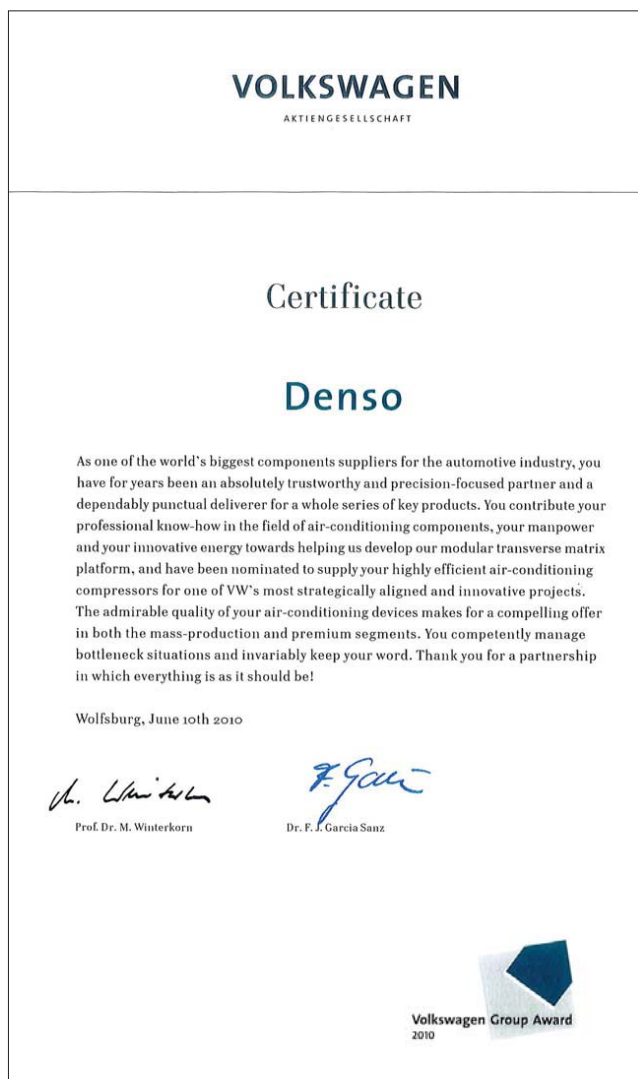 VOLKSWAGEN
AKTIENGESELLSCHAFT
Certificate
Denso
As one of the world's biggest components suppliers for the automotive industry, you
have for years been an absolutely trustworthy and precision-focused partner and a
dependably punctual deliverer for a whole series of key products. You contribute your
professional know-how in the field of air-conditioning components, your manpower
and your innovative energy towards helping us develop our modular transverse matrix
platform, and have been nominated to supply your highly efficient air-conditioning
compressors for one of VW's most strategically aligned and innovative projects.
The admirable quality of your air-conditioning devices makes for a compelling offer
in both the mass-production and premium segments. You competently manage
bottleneck situations and invariably keep your word. Thank you for a partnership
in which everything is as it should be!
Wolfsburg, June 10th 2010
Prof. Dr. M. Winterkorn
Dr. F. J. Garcia Sanz
Volkswagen Group Award
2010